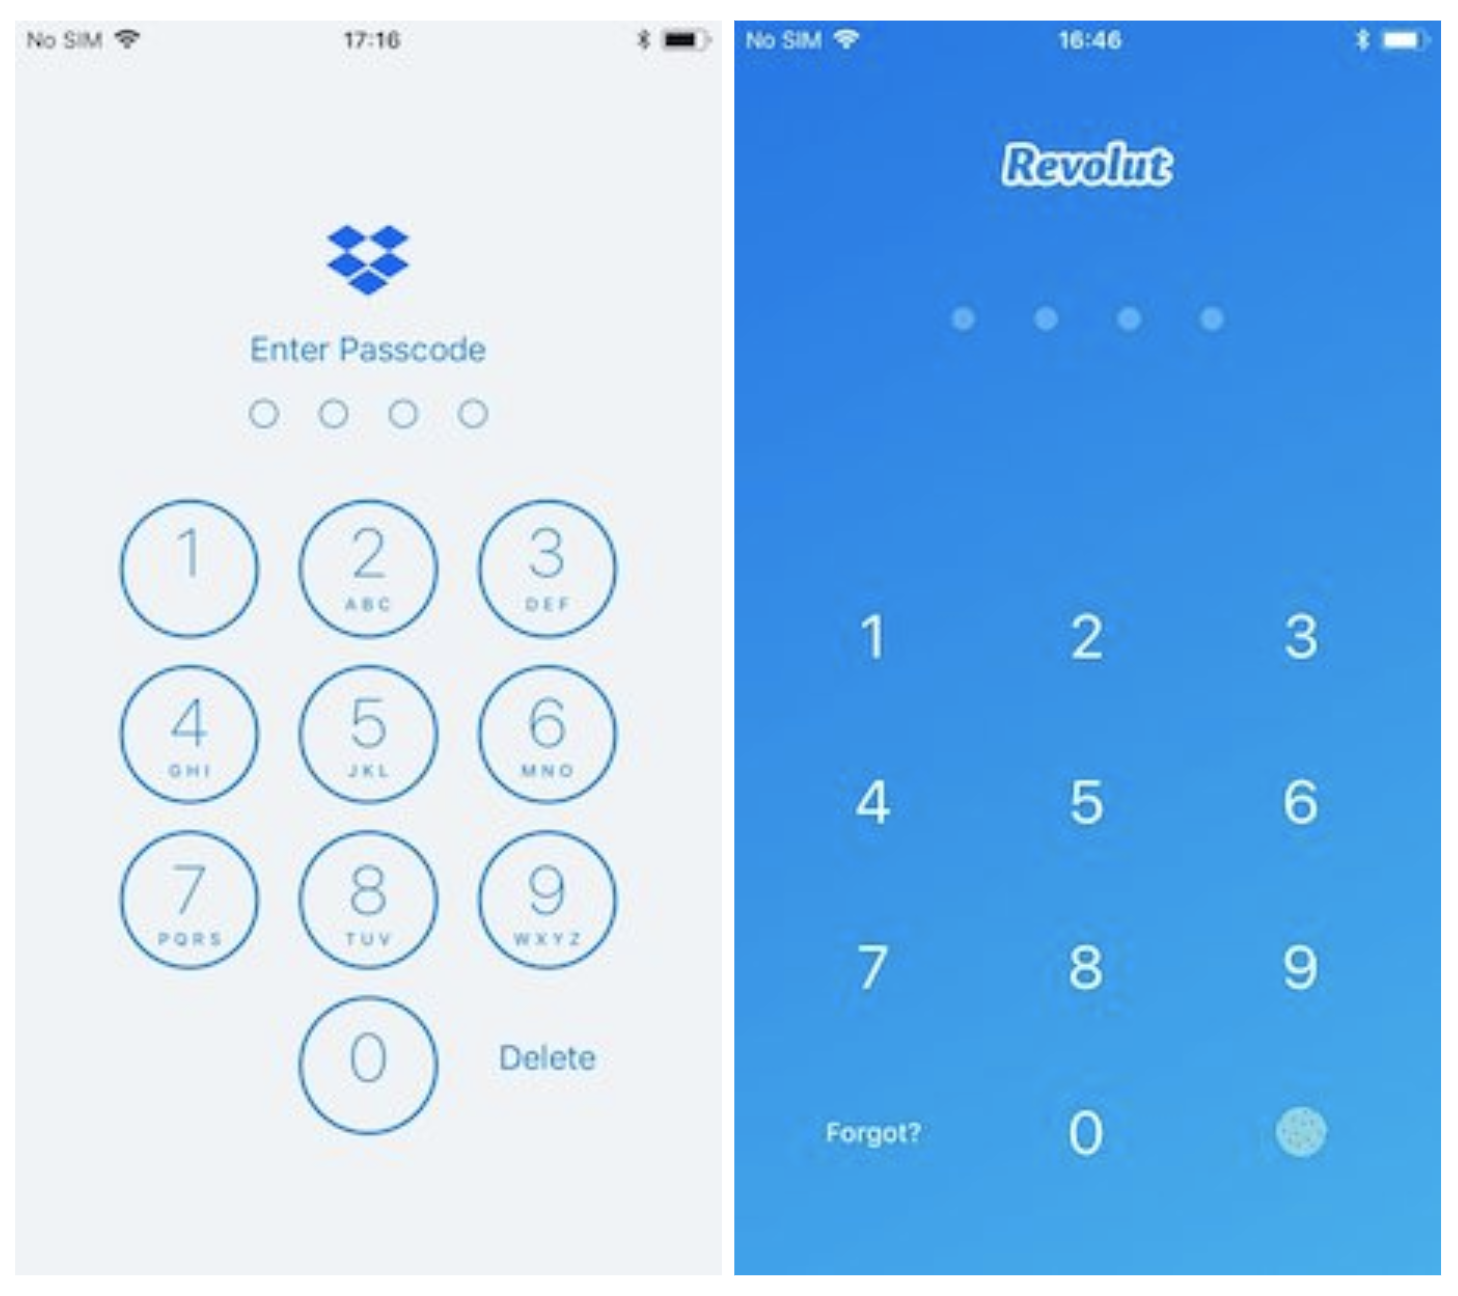 No SIM 17:16
Enter Passcode
1 2 3
ABC DEF
4 5 6
GHI JKL MNO
7 8 9
PQRS TUV WXYZ
0 Delete
No SIM 16:46
Revolut
1 2 3
4 5 6
7 8 9
Forgot? 0